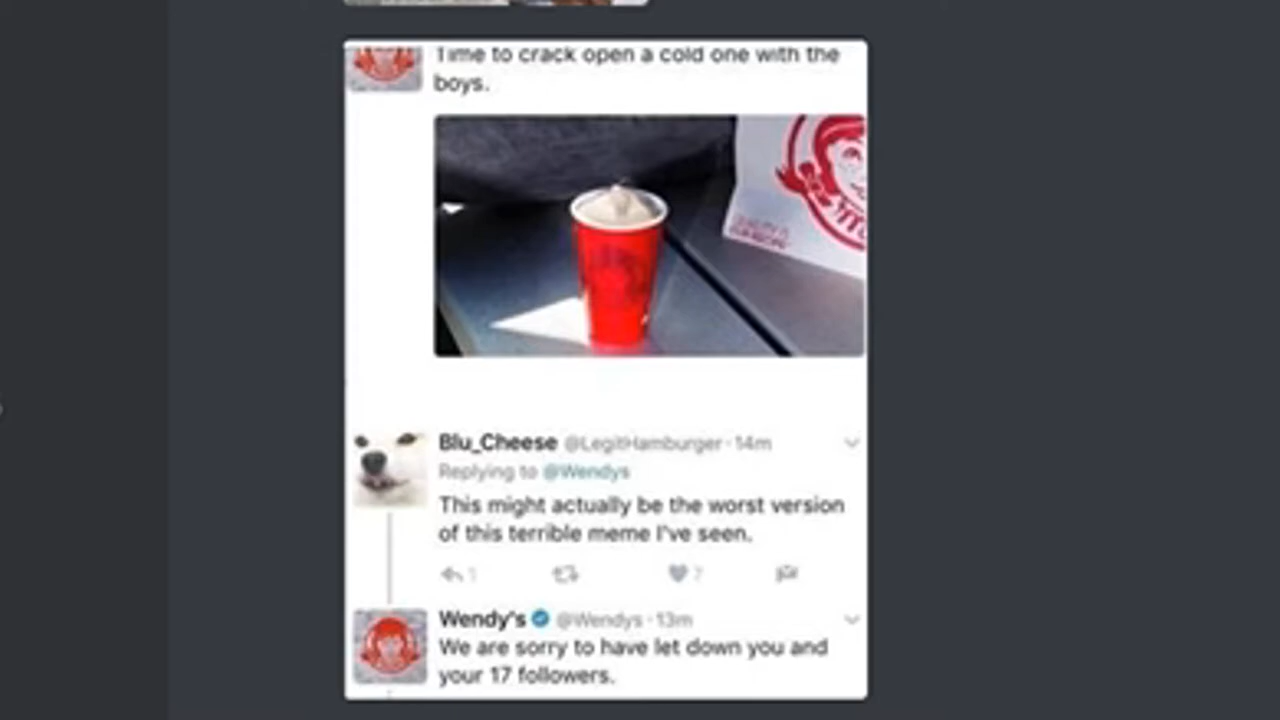 Time to crack open a cold one with the
boys.
Blu_Cheese @LegitHamburger · 14m
Replying to @Wendys
This might actually be the worst version
of this terrible meme I've seen.
1 7
Wendy's @Wendys · 13m
We are sorry to have let down you and
your 17 followers.